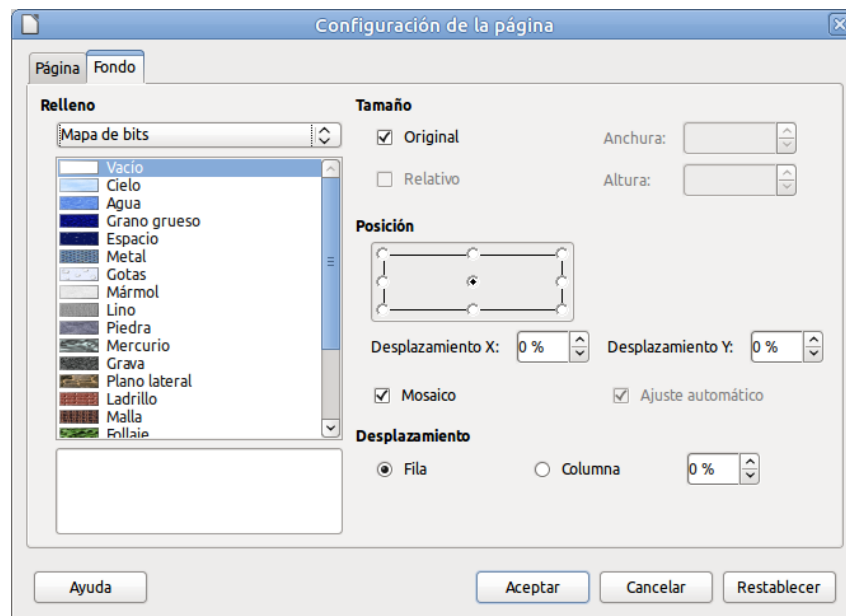 Configuración de la página
Página Fondo
Relleno
Mapa de bits
Vacío
Cielo
Agua
Grano grueso
Espacio
Metal
Gotas
Mármol
Lino
Piedra
Mercurio
Grava
Plano lateral
Ladrillo
Malla
Follaje
Tamaño
Original Anchura:
Relativo Altura:
Posición
Desplazamiento X: 0 % Desplazamiento Y: 0 %
Mosaico Ajuste automático
Desplazamiento
Fila Columna 0 %
Ayuda Aceptar Cancelar Restablecer